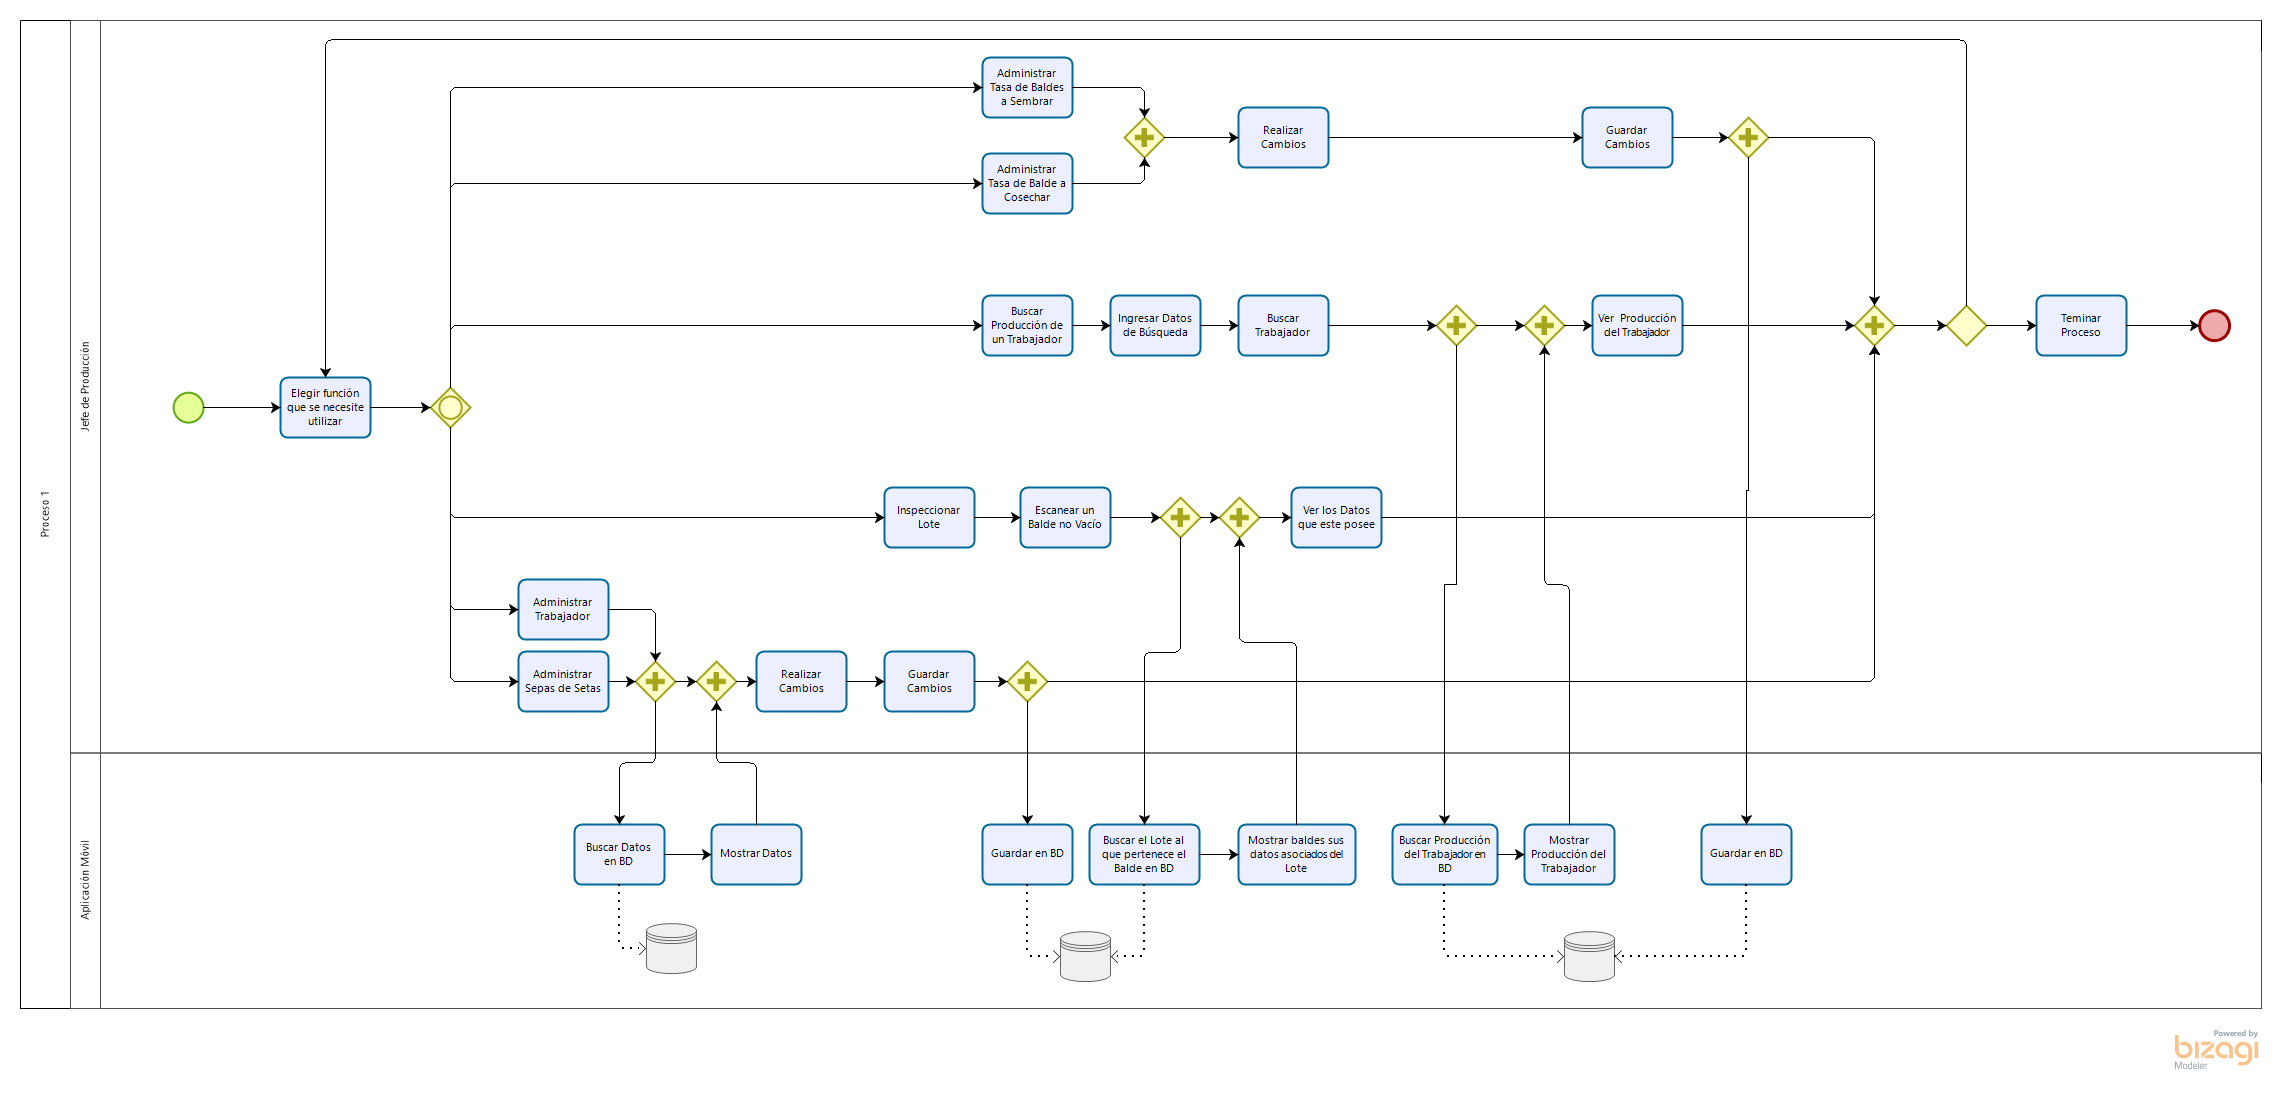 Proceso 1
Jefe de Producción
Aplicación Móvil
Administrar
Tasa de Baldes
a Sembrar
Administrar
Tasa de Balde a
Cosechar
Realizar
Cambios
Guardar
Cambios
Buscar
Producción de
un Trabajador
Ingresar Datos
de Búsqueda
Buscar
Trabajador
Ver Producción
del Trabajador
Teminar
Proceso
Elegir función
que se necesite
utilizar
Inspeccionar
Lote
Escanear un
Balde no Vacío
Ver los Datos
que este posee
Administrar
Trabajador
Administrar
Sepas de Setas
Realizar
Cambios
Guardar
Cambios
Buscar Datos
en BD
Mostrar Datos
Guardar en BD
Buscar el Lote al
que pertenece el
Balde en BD
Mostrar baldes sus
datos asociados del
Lote
Buscar Producción
del Trabajador en
BD
Mostrar
Producción del
Trabajador
Guardar en BD
Powered by
bizagi
Modeler